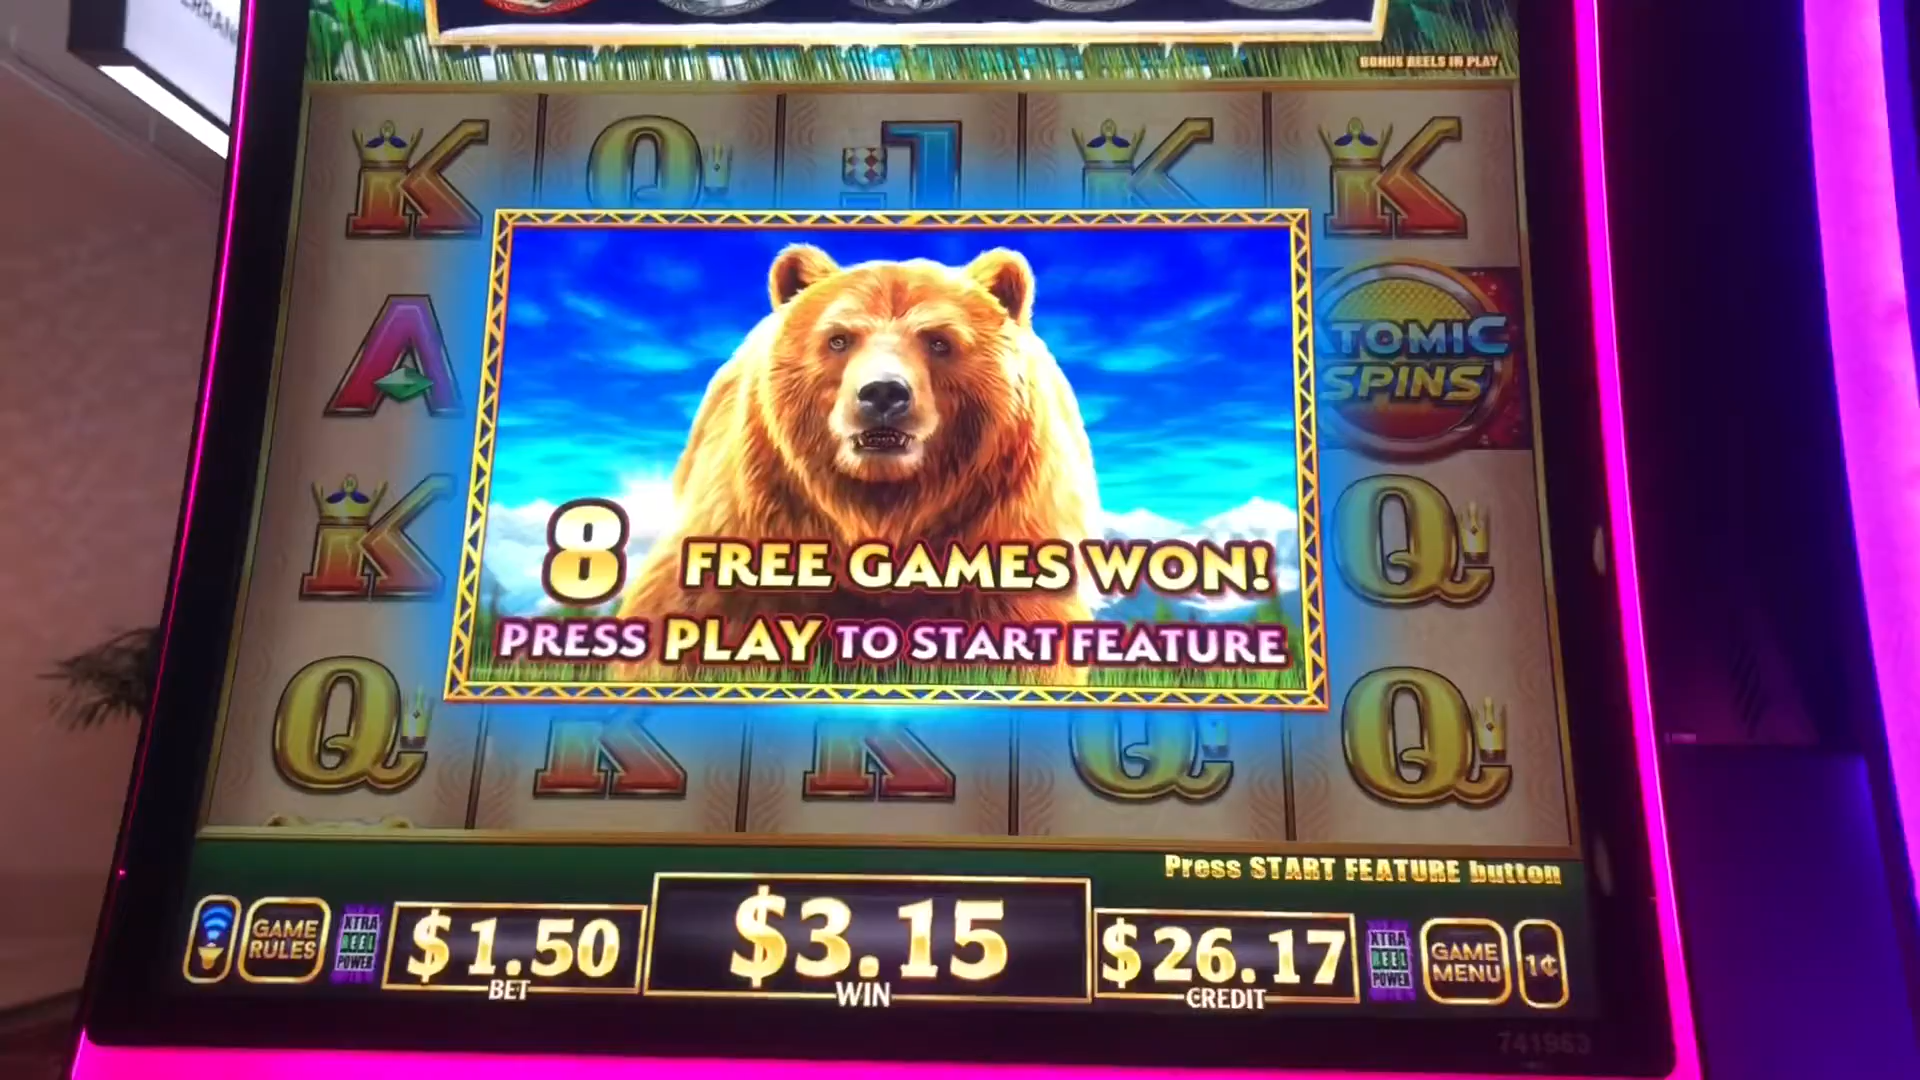 BONUS REELS IN PLAY
K Q J K K
A
ATOMIC
SPINS
K Q
8 FREE GAMES WON!
PRESS PLAY TO START FEATURE
Q K K Q Q
Press START FEATURE button
GAME
RULES
XTRA
REEL
POWER
$1.50
BET
$3.15
WIN
$26.17
CREDIT
XTRA
REEL
POWER
GAME
MENU
1¢
741963